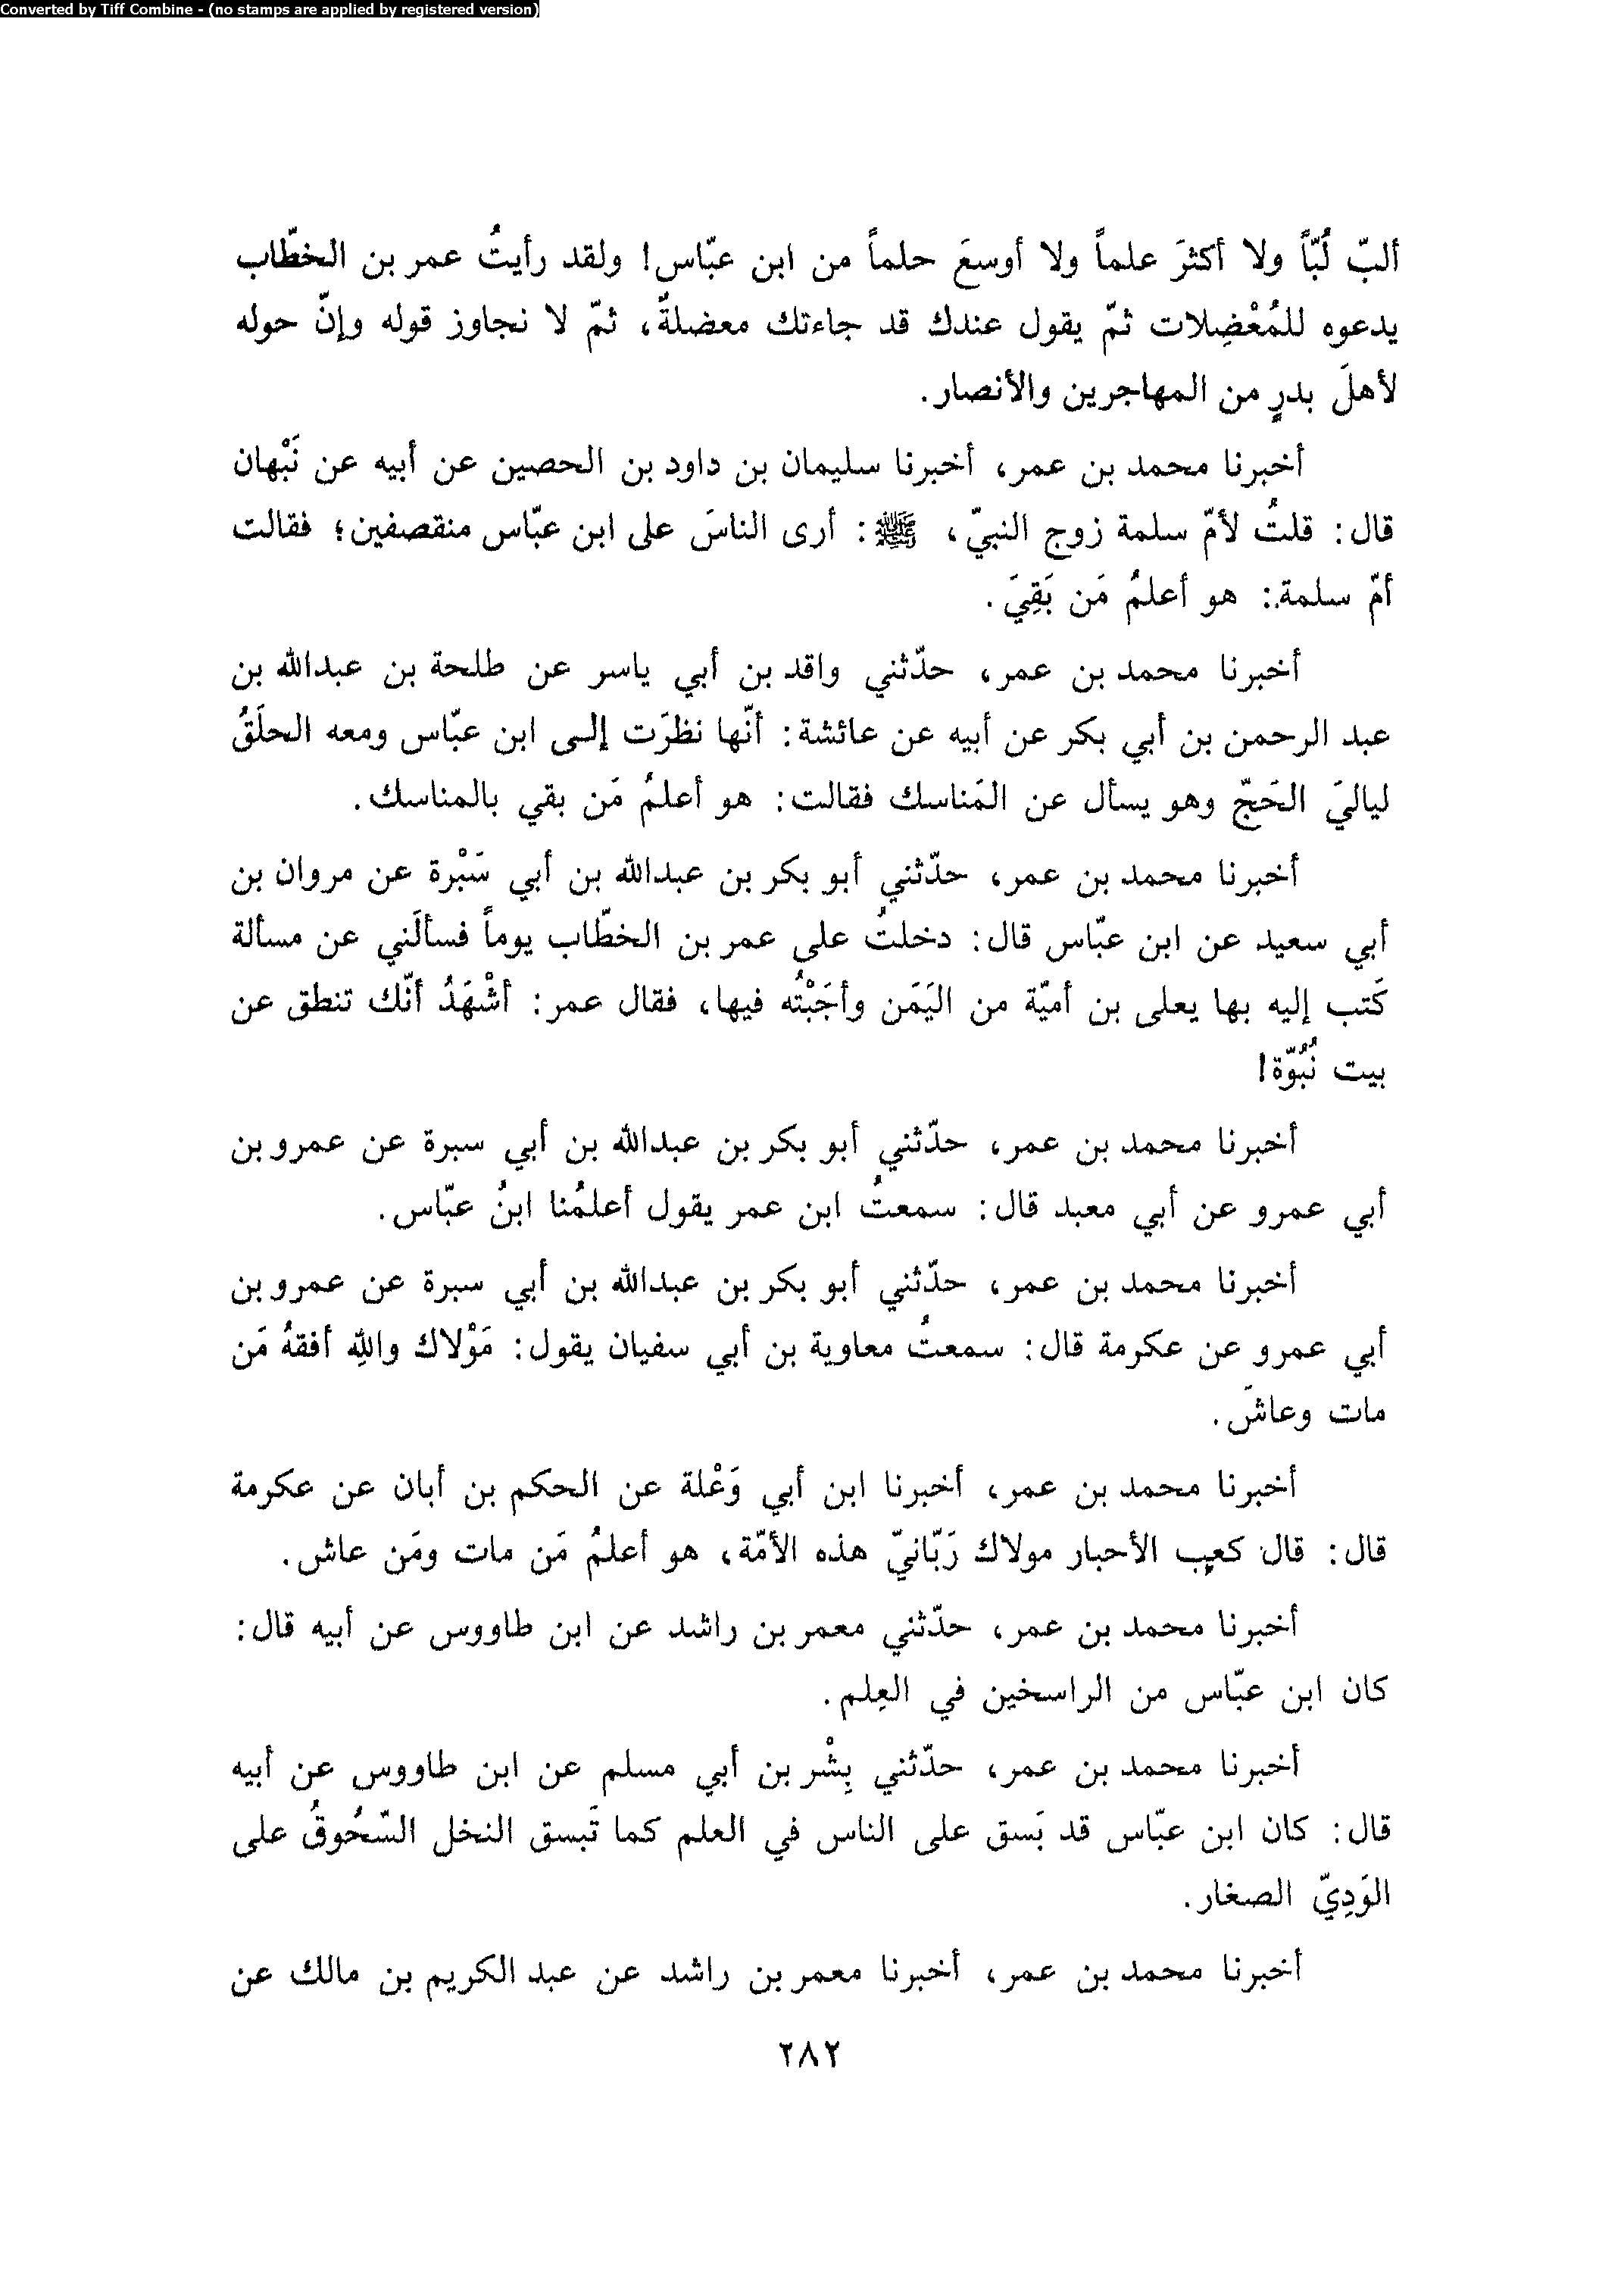 Converted by Tiff Combine - (no stamps are applied by registered version)
ألبّ لُبّاً ولا أكثرَ علماً ولا أوسعَ حلماً من ابن عبّاس! ولقد رأيتُ عمر بن الخطّاب
يدعوه للمُعْضِلات ثمّ يقول عندك قد جاءتك معضلةٌ، ثمّ لا نجاوز قوله وإنّ حوله
لأهلَ بدرٍ من المهاجرين والأنصار.
أخبرنا محمد بن عمر، أخبرنا سليمان بن داود بن الحصين عن أبيه عن نَبْهان
قال: قلتُ لأمّ سلمة زوج النبيّ، ﷺ: أرى الناسَ على ابن عبّاس منقصفين؛ فقالت
أمّ سلمة: هو أعلمُ مَن بَقِيَ.
أخبرنا محمد بن عمر، حدّثني واقد بن أبي ياسر عن طلحة بن عبدالله بن
عبد الرحمن بن أبي بكر عن أبيه عن عائشة: أنّها نظرَت إلى ابن عبّاس ومعه الحلَقُ
لياليَ الحَجّ وهو يسأل عن المَناسك فقالت: هو أعلمُ مَن بقي بالمناسك.
أخبرنا محمد بن عمر، حدّثني أبو بكر بن عبدالله بن أبي سَبْرة عن مروان بن
أبي سعيد عن ابن عبّاس قال: دخلتُ على عمر بن الخطّاب يوماً فسألَني عن مسألة
كَتب إليه بها يعلى بن أميّة من اليَمَن وأجَبْتُه فيها، فقال عمر: أشْهَدُ أنّك تنطق عن
بيت نُبُوّة!
أخبرنا محمد بن عمر، حدّثني أبو بكر بن عبدالله بن أبي سبرة عن عمرو بن
أبي عمرو عن أبي معبد قال: سمعتُ ابن عمر يقول أعلمُنا ابنُ عبّاس.
أخبرنا محمد بن عمر، حدّثني أبو بكر بن عبدالله بن أبي سبرة عن عمرو بن
أبي عمرو عن عكرمة قال: سمعتُ معاوية بن أبي سفيان يقول: مَوْلاك واللهِ أفقهُ مَن
مات وعاشَ.
أخبرنا محمد بن عمر، أخبرنا ابن أبي وَعْلة عن الحكم بن أبان عن عكرمة
قال: قال كعب الأحبار مولاك رَبّانيّ هذه الأمّة، هو أعلمُ مَن مات ومَن عاش.
أخبرنا محمد بن عمر، حدّثني معمر بن راشد عن ابن طاووس عن أبيه قال:
كان ابن عبّاس من الراسخين في العِلم.
أخبرنا محمد بن عمر، حدّثني بِشْر بن أبي مسلم عن ابن طاووس عن أبيه
قال: كان ابن عبّاس قد بَسق على الناس في العلم كما تَبسق النخل السَّحُوقُ على
الوَدِيّ الصغار.
أخبرنا محمد بن عمر، أخبرنا معمر بن راشد عن عبد الكريم بن مالك عن
٢٨٢